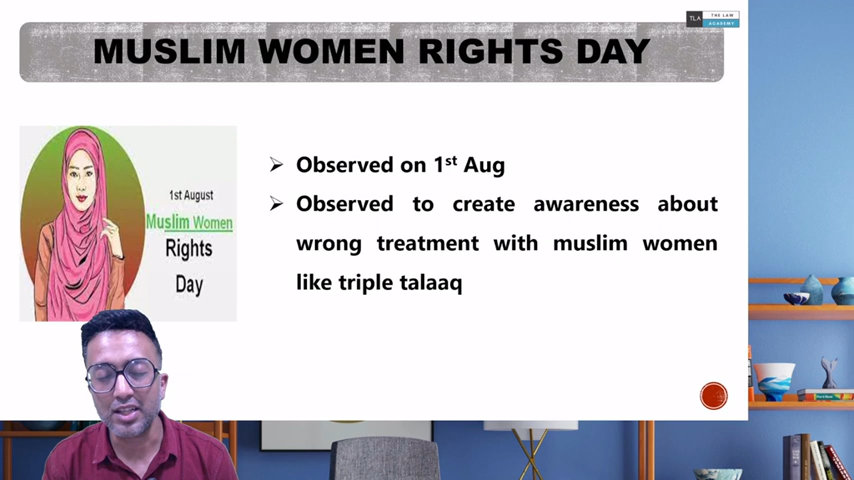 TLA THE LAW
ACADEMY
MUSLIM WOMEN RIGHTS DAY
1st August
Muslim Women
Rights
Day
➢ Observed on 1st Aug
➢ Observed to create awareness about
wrong treatment with muslim women
like triple talaaq